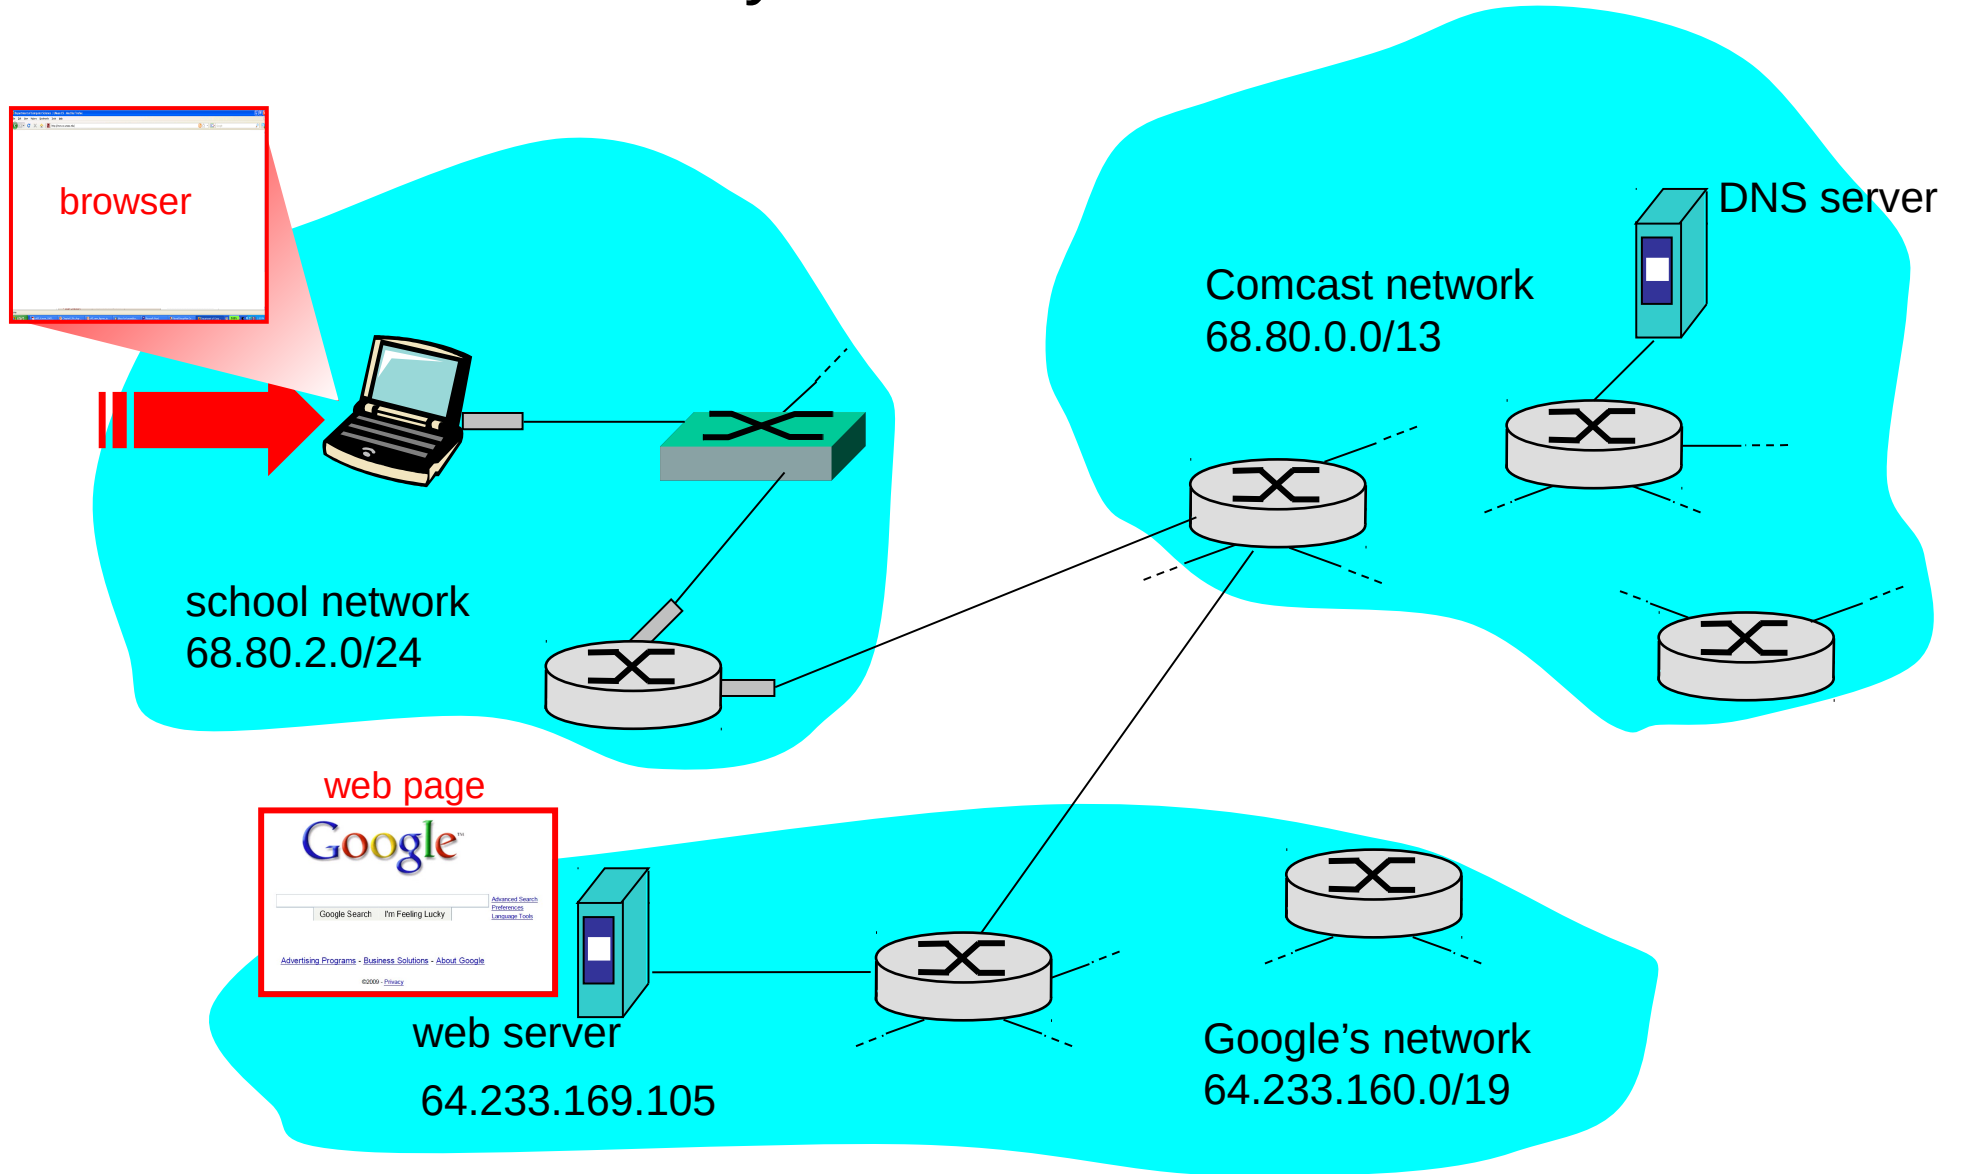 browser
DNS server
Comcast network
68.80.0.0/13
school network
68.80.2.0/24
web page
Google™
Advanced Search
Preferences
Language Tools
Google Search I'm Feeling Lucky
Advertising Programs - Business Solutions - About Google
©2009 - Privacy
web server
64.233.169.105
Google’s network
64.233.160.0/19